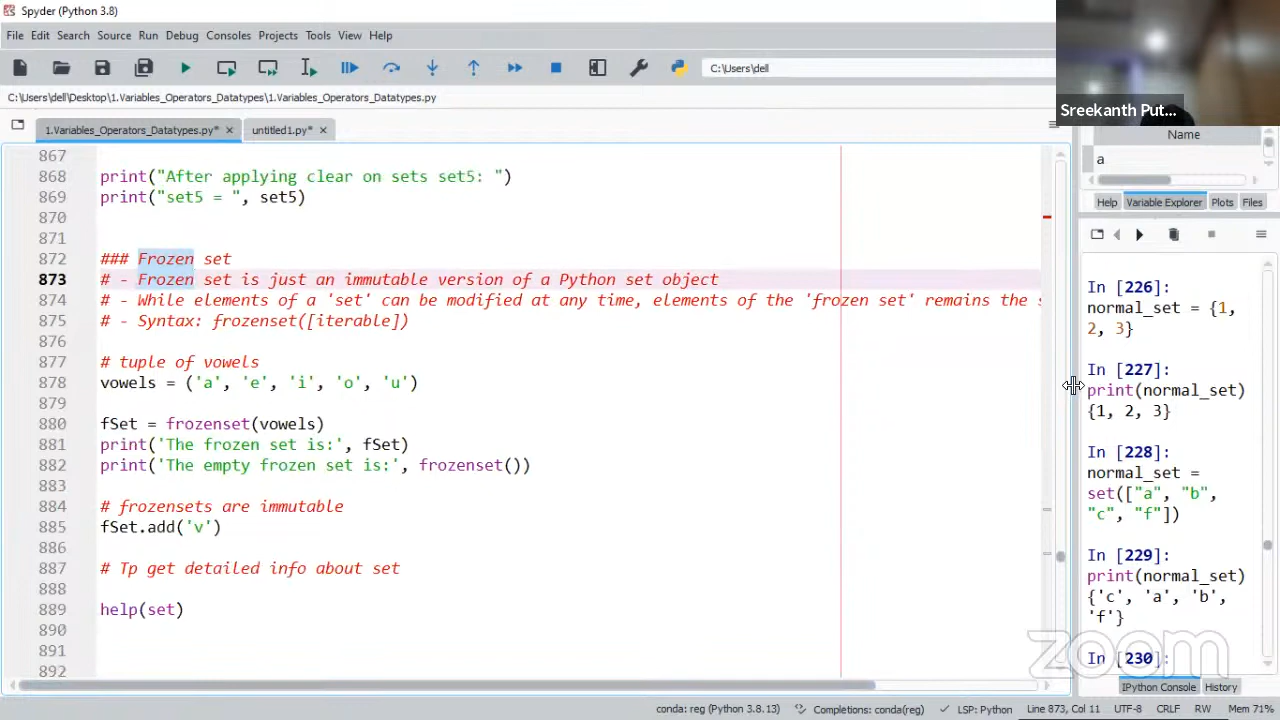 Spyder (Python 3.8)
File Edit Search Source Run Debug Consoles Projects Tools View Help
C:\Users\dell
C:\Users\dell\Desktop\1.Variables_Operators_Datatypes\1.Variables_Operators_Datatypes.py
1.Variables_Operators_Datatypes.py* untitled1.py*
867
868 print("After applying clear on sets set5: ")
869 print("set5 = ", set5)
870
871
872 ### Frozen set
873 # - Frozen set is just an immutable version of a Python set object
874 # - While elements of a 'set' can be modified at any time, elements of the 'frozen set' remains the
875 # - Syntax: frozenset([iterable])
876
877 # tuple of vowels
878 vowels = ('a', 'e', 'i', 'o', 'u')
879
880 fSet = frozenset(vowels)
881 print('The frozen set is:', fSet)
882 print('The empty frozen set is:', frozenset())
883
884 # frozensets are immutable
885 fSet.add('v')
886
887 # Tp get detailed info about set
888
889 help(set)
890
891
892
Sreekanth Put...
Name
a
Help Variable Explorer Plots Files
In [226]:
normal_set = {1,
2, 3}
In [227]:
print(normal_set)
{1, 2, 3}
In [228]:
normal_set =
set(["a", "b",
"c", "f"])
In [229]:
print(normal_set)
{'c', 'a', 'b',
'f'}
In [230]:
zoom
IPython Console History
conda: reg (Python 3.8.13) Completions: conda(reg) LSP: Python Line 873, Col 11 UTF-8 CRLF RW Mem 71%